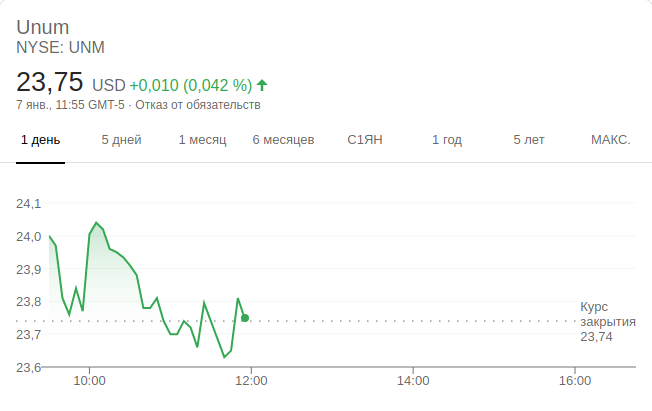 Unum
NYSE: UNM
23,75 USD +0,010 (0,042 %)
7 янв., 11:55 GMT-5 · Отказ от обязательств
1 день 5 дней 1 месяц 6 месяцев С1ЯН 1 год 5 лет МАКС.
24,1
24,0
23,9
23,8
23,7
23,6
Курс
закрытия
23,74
10:00 12:00 14:00 16:00